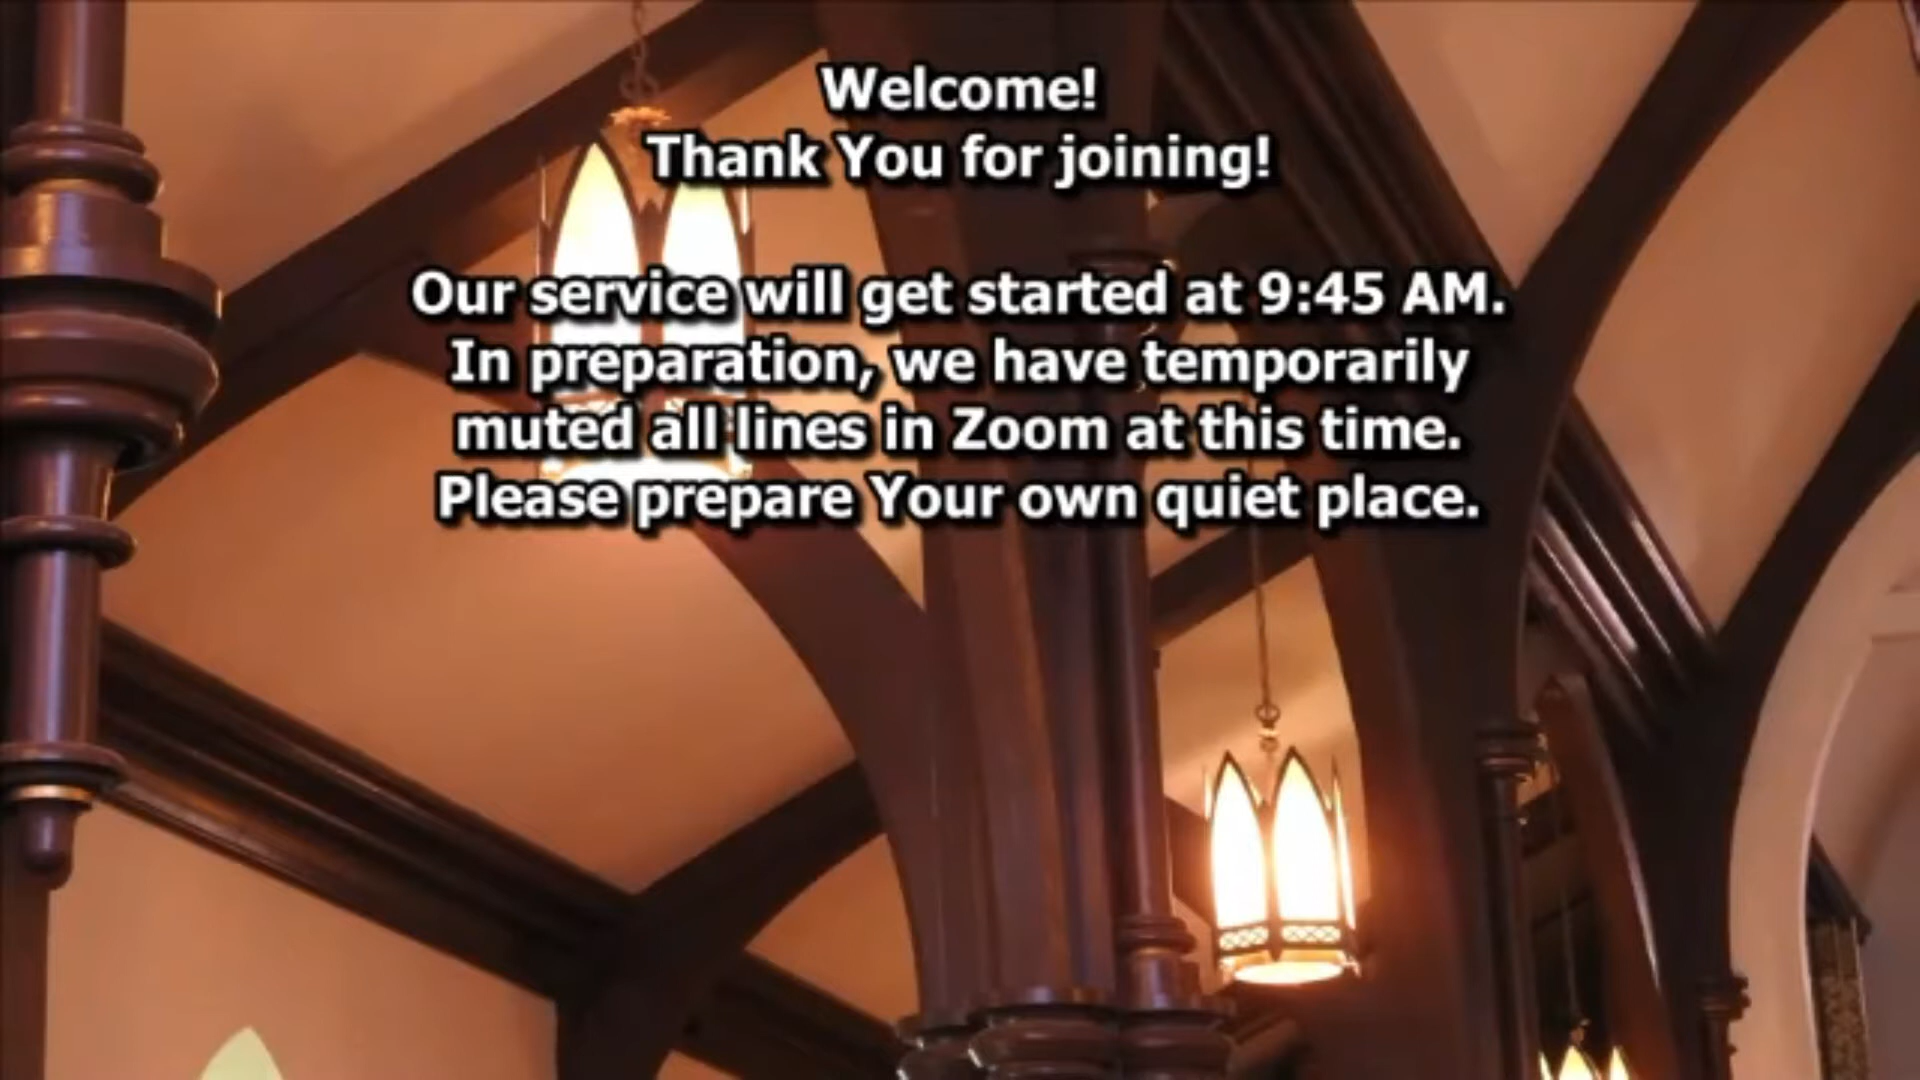 Welcome!
Thank You for joining!
Our service will get started at 9:45 AM.
In preparation, we have temporarily
muted all lines in Zoom at this time.
Please prepare Your own quiet place.